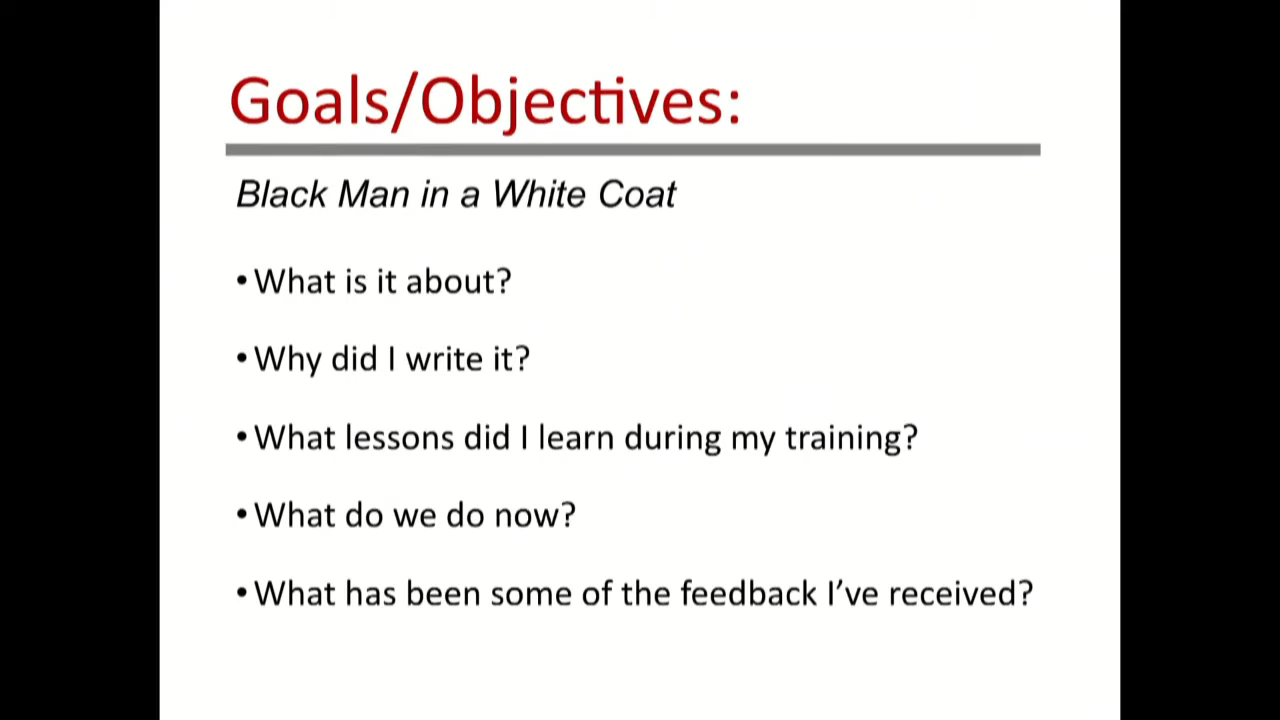 Goals/Objectives:
Black Man in a White Coat
• What is it about?
• Why did I write it?
• What lessons did I learn during my training?
• What do we do now?
• What has been some of the feedback I’ve received?